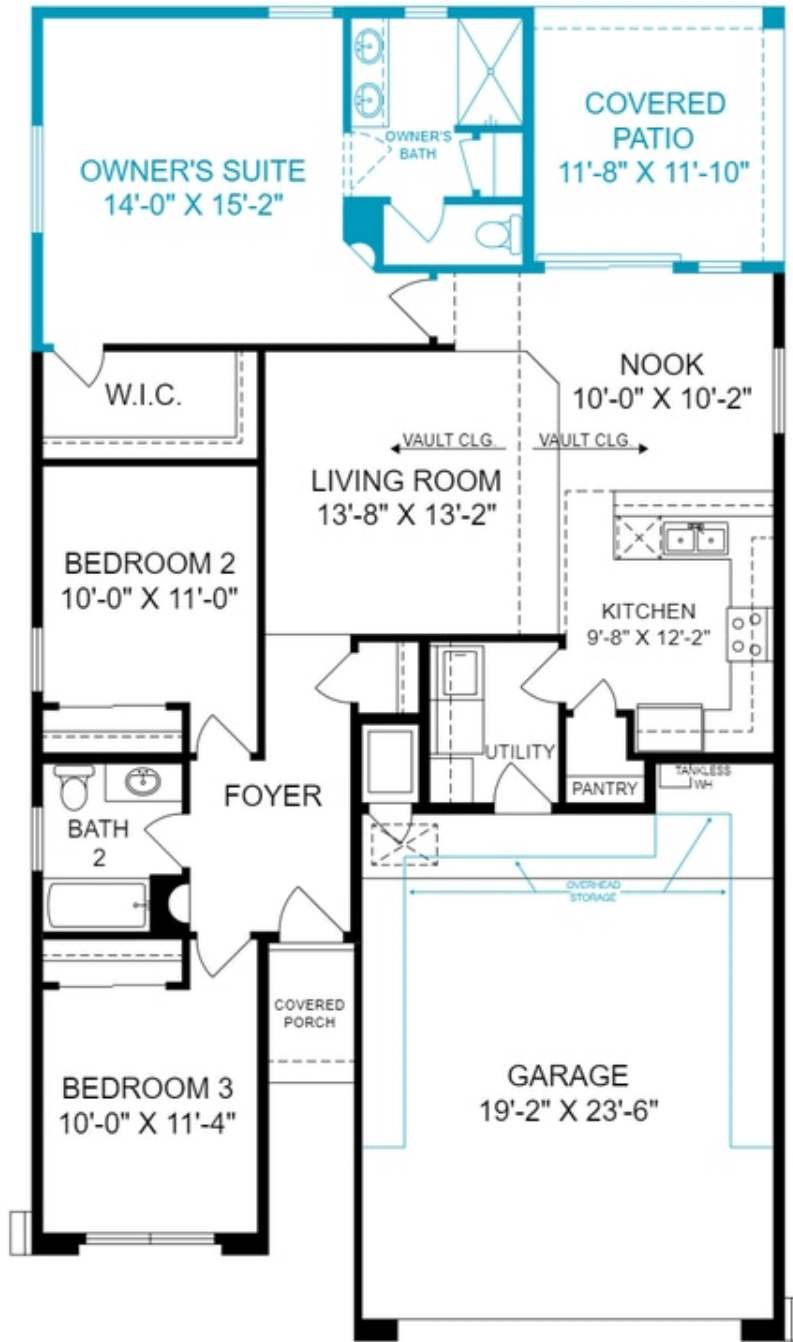 OWNER'S SUITE
14'-0" X 15'-2"
OWNER'S
BATH
COVERED
PATIO
11'-8" X 11'-10"
W.I.C.
NOOK
10'-0" X 10'-2"
VAULT CLG.
VAULT CLG.
LIVING ROOM
13'-8" X 13'-2"
BEDROOM 2
10'-0" X 11'-0"
KITCHEN
9'-8" X 12'-2"
UTILITY
PANTRY
TANKLESS
WH
FOYER
BATH
2
OVERHEAD
STORAGE
COVERED
PORCH
BEDROOM 3
10'-0" X 11'-4"
GARAGE
19'-2" X 23'-6"